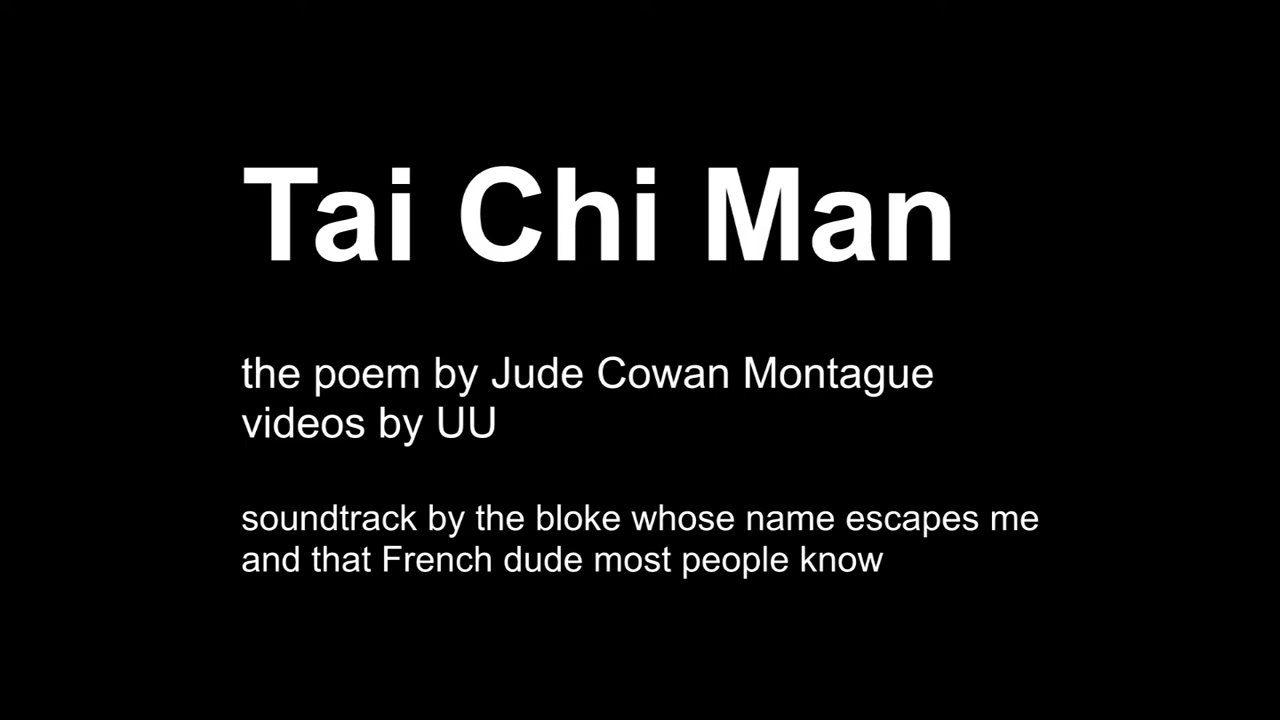 Tai Chi Man
the poem by Jude Cowan Montague
videos by UU
soundtrack by the bloke whose name escapes me
and that French dude most people know